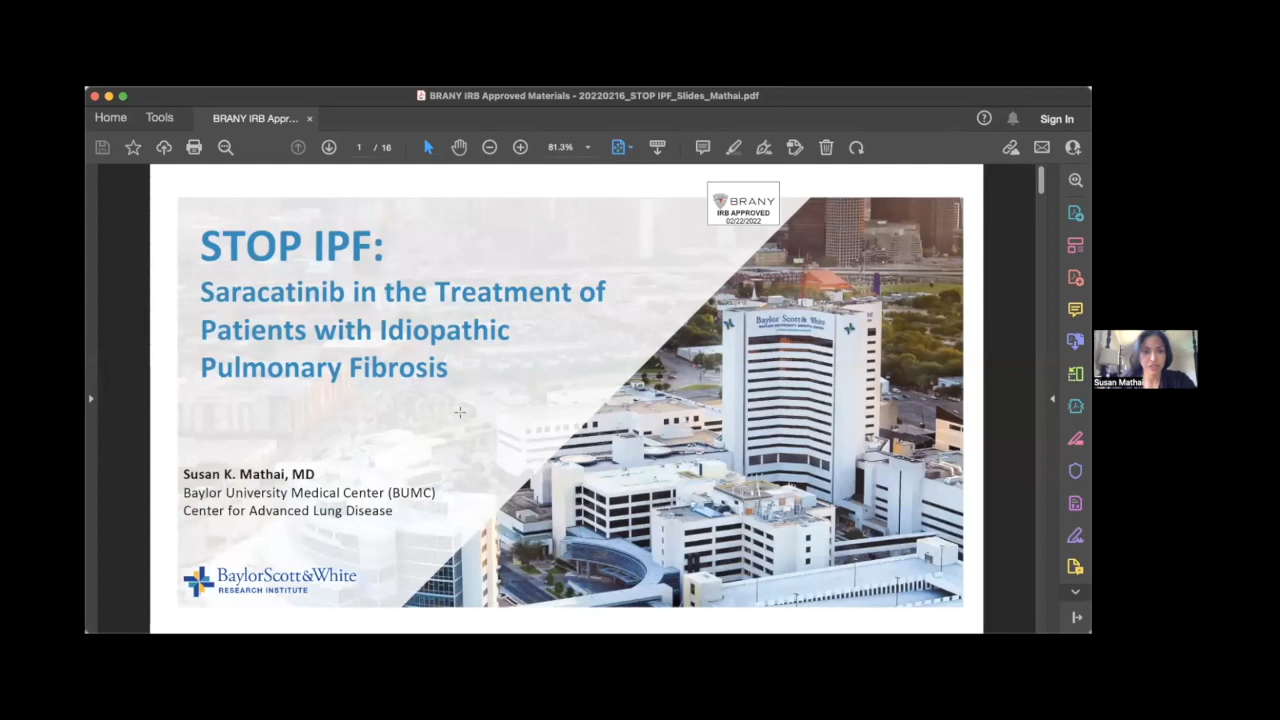 BRANY IRB Approved Materials - 20220216_STOP IPF_Slides_Mathai.pdf
Home
Tools
BRANY IRB Appr... ×
Sign In
1 / 16
81.3%
BRANY
IRB APPROVED
02/22/2022
STOP IPF:
Saracatinib in the Treatment of
Patients with Idiopathic
Pulmonary Fibrosis
Baylor Scott & White
Susan K. Mathai, MD
Baylor University Medical Center (BUMC)
Center for Advanced Lung Disease
BaylorScott&White
RESEARCH INSTITUTE
Susan Mathai